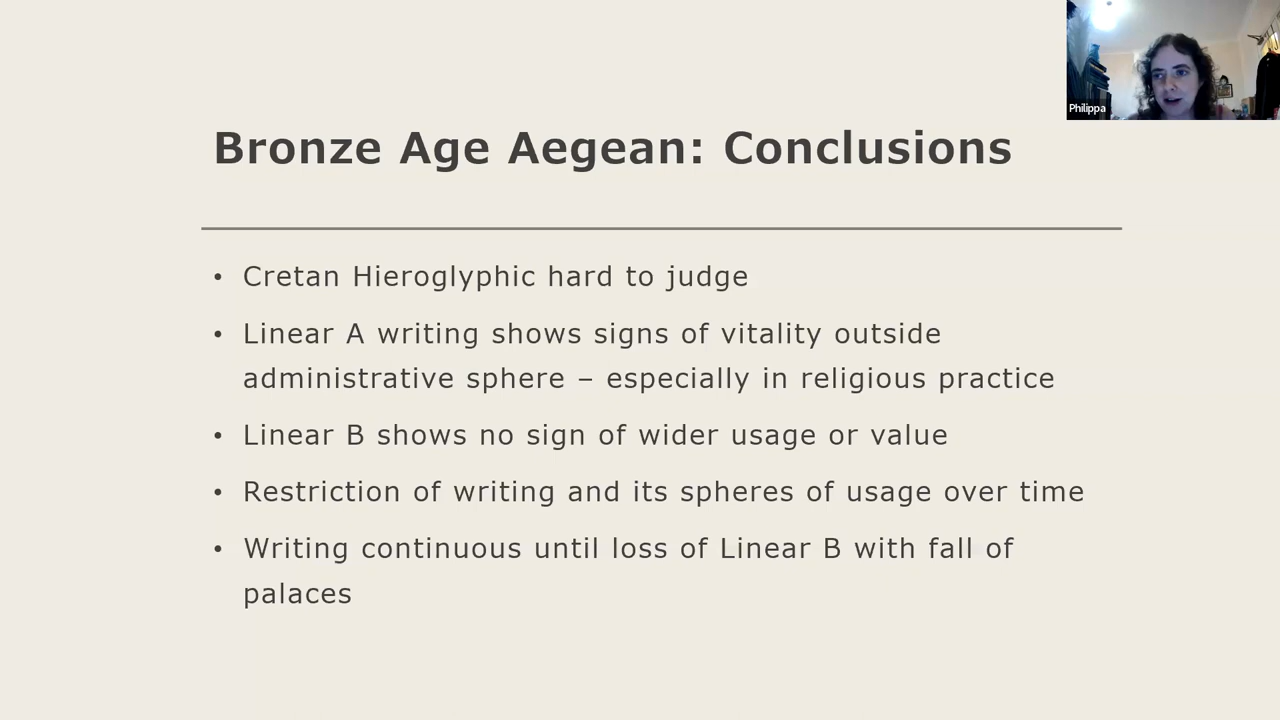 Philippa
Bronze Age Aegean: Conclusions
• Cretan Hieroglyphic hard to judge
• Linear A writing shows signs of vitality outside
administrative sphere – especially in religious practice
• Linear B shows no sign of wider usage or value
• Restriction of writing and its spheres of usage over time
• Writing continuous until loss of Linear B with fall of
palaces